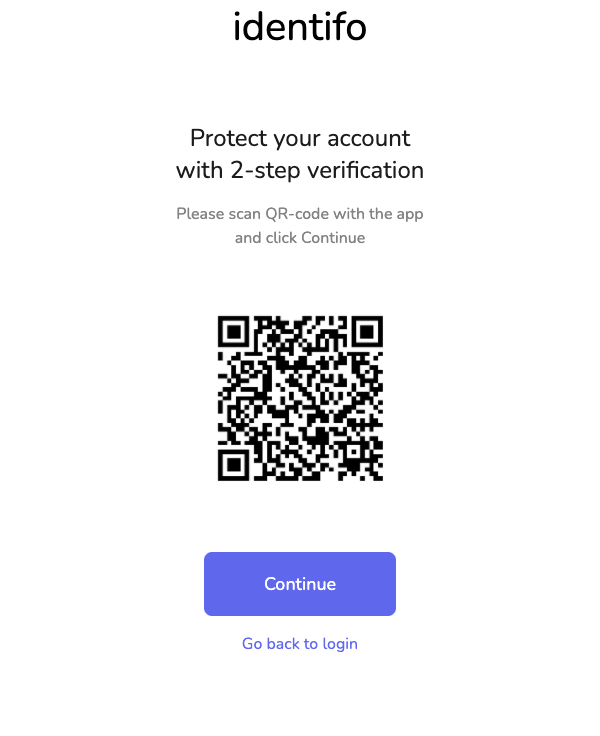 identifo
Protect your account
with 2-step verification
Please scan QR-code with the app
and click Continue
Continue
Go back to login